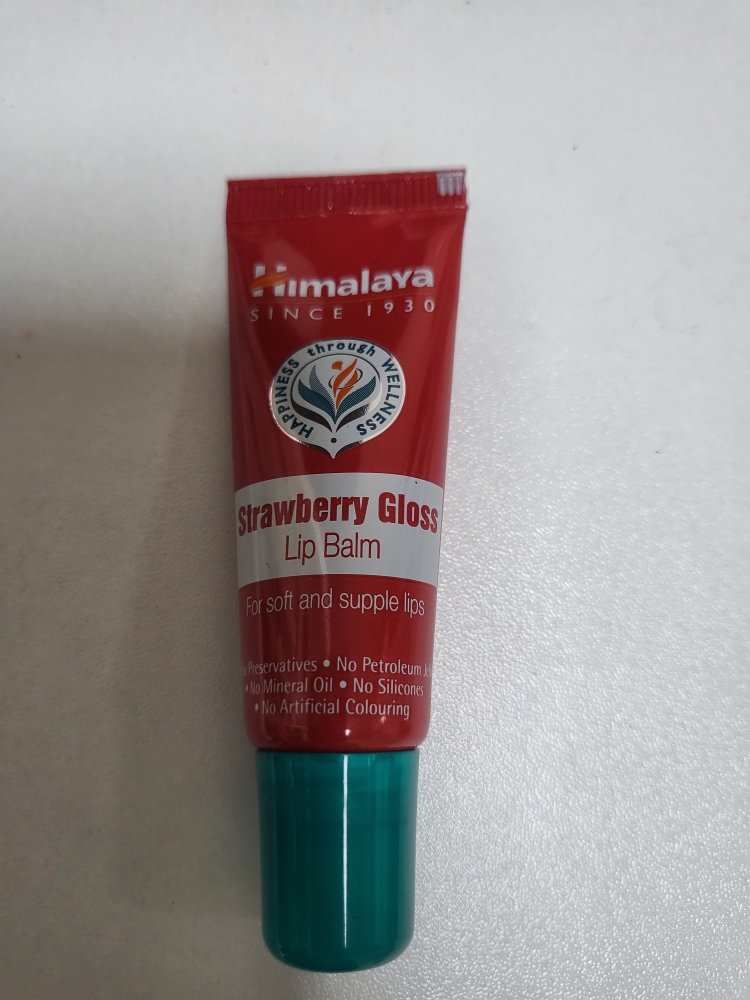 Himalaya
SINCE 1930
HAPPINESS through WELLNESS
Strawberry Gloss
Lip Balm
For soft and supple lips
Preservatives • No Petroleum
• No Mineral Oil • No Silicones
• No Artificial Colouring